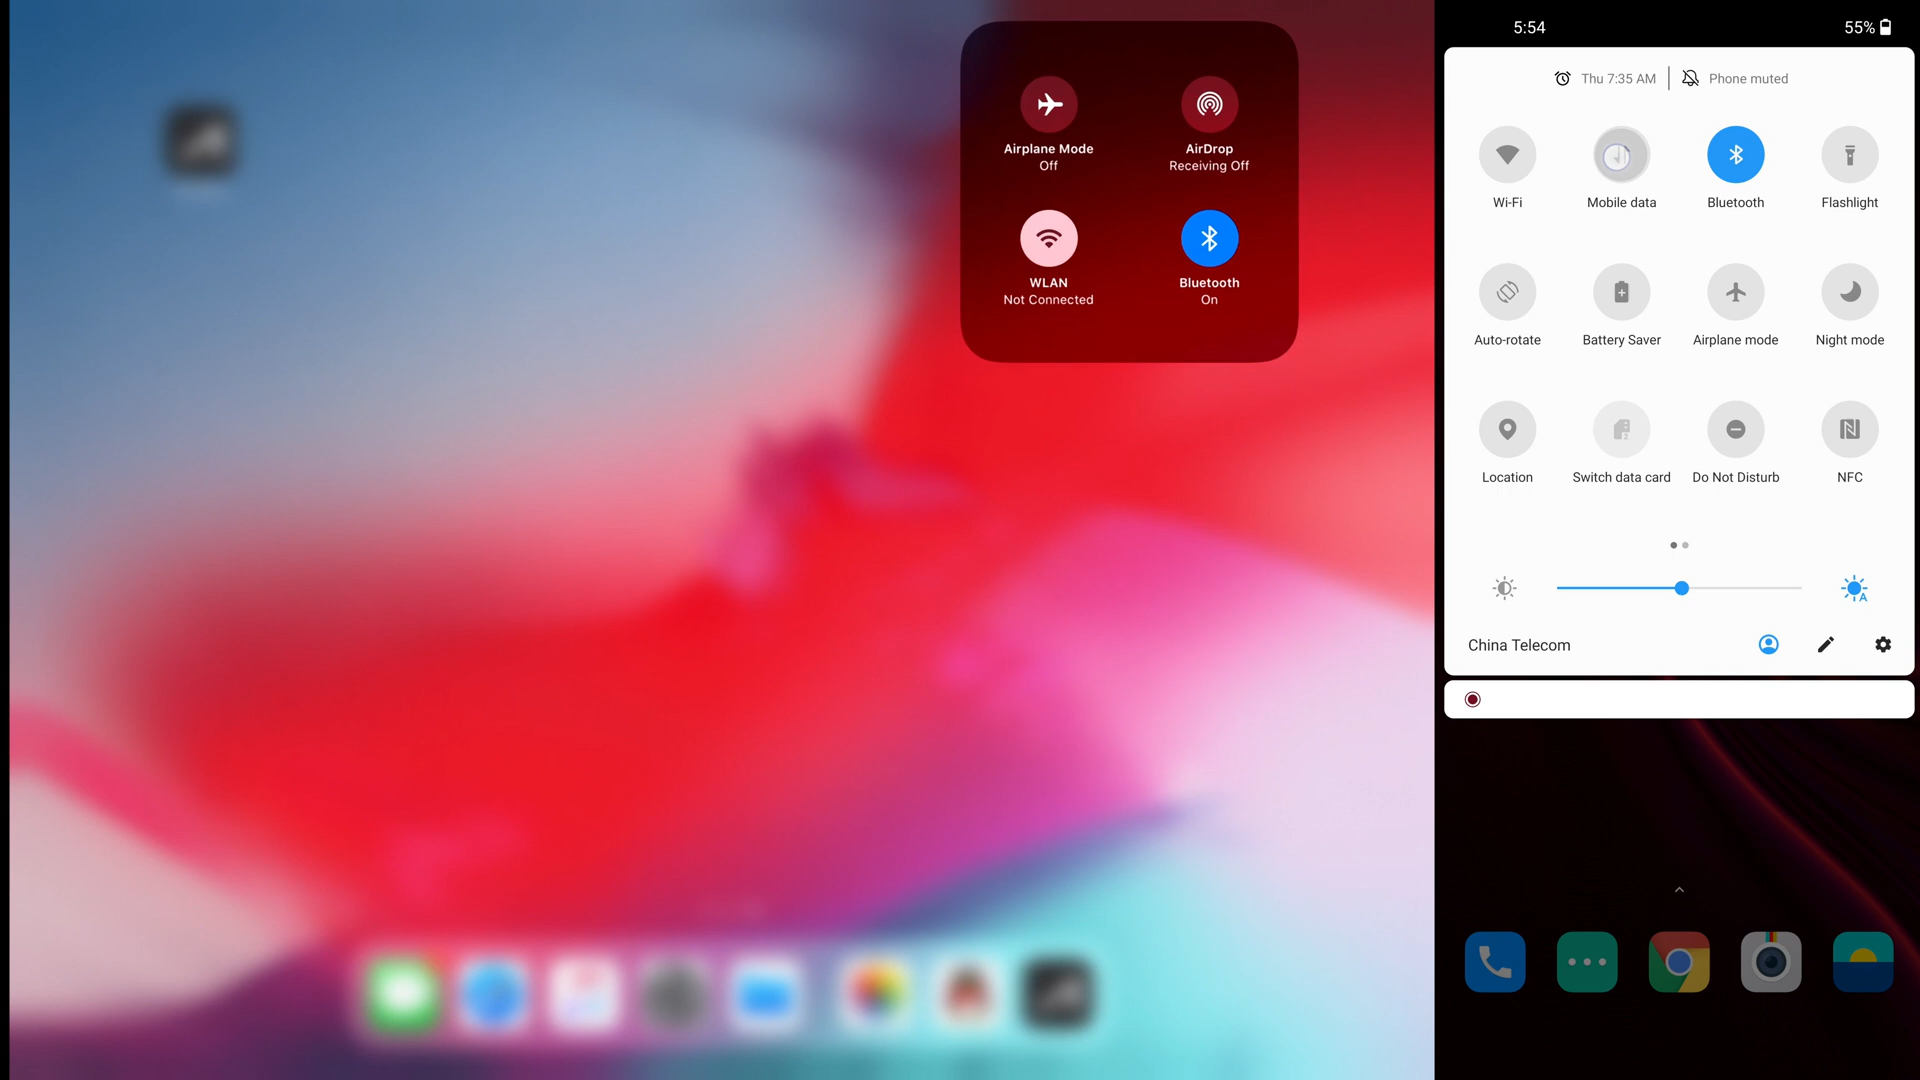 Airplane Mode
Off
AirDrop
Receiving Off
WLAN
Not Connected
Bluetooth
On
5:54
55%
Thu 7:35 AM
Phone muted
Wi-Fi
Mobile data
Bluetooth
Flashlight
Auto-rotate
Battery Saver
Airplane mode
Night mode
Location
Switch data card
Do Not Disturb
NFC
China Telecom